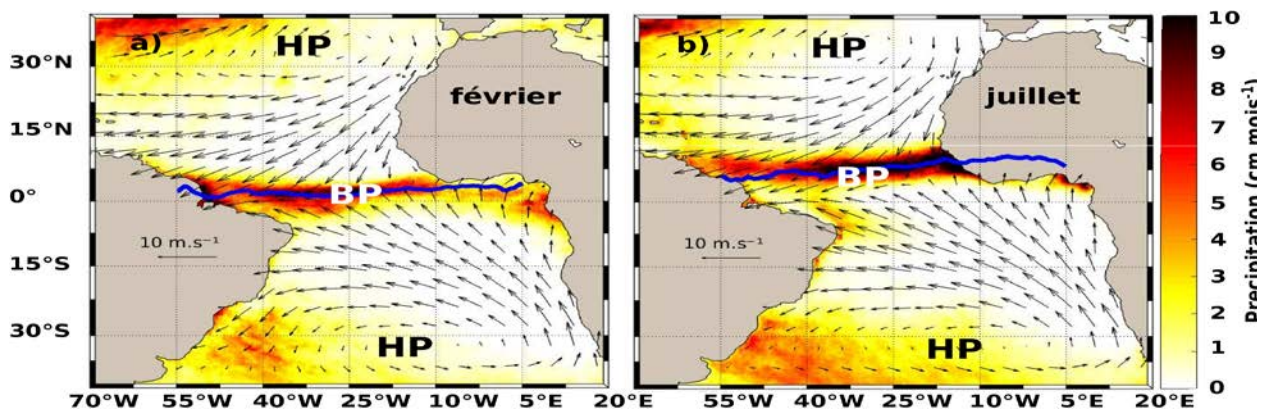 a)
HP
février
BP
10 m.s⁻¹
HP
30°N
15°N
0°
15°S
30°S
70°W
55°W
40°W
25°W
10°W
5°E
20°E
b)
HP
juillet
BP
10 m.s⁻¹
HP
55°W
40°W
25°W
10°W
5°E
20°E
10
9
8
7
6
5
4
3
2
1
0
Precipitation (cm mois⁻¹)